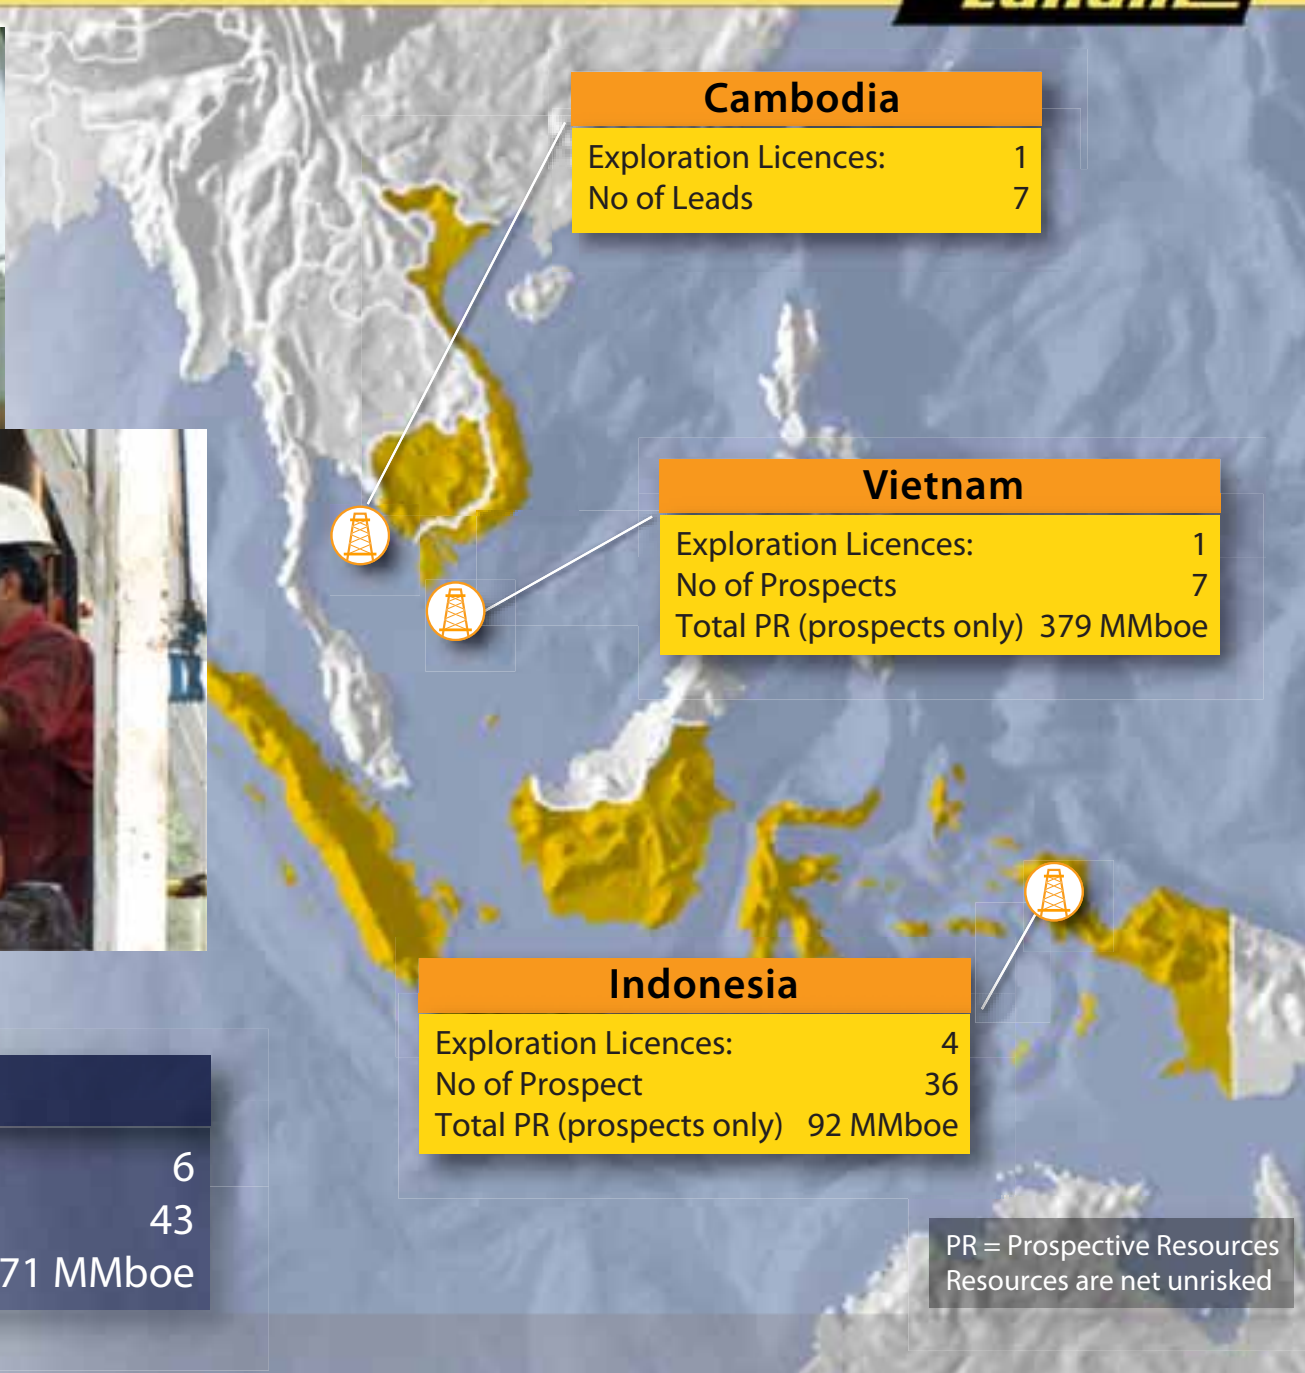 Cambodia
Exploration Licences: 1
No of Leads 7
Vietnam
Exploration Licences: 1
No of Prospects 7
Total PR (prospects only) 379 MMboe
Indonesia
Exploration Licences: 4
No of Prospect 36
Total PR (prospects only) 92 MMboe
6
43
71 MMboe
PR = Prospective Resources
Resources are net unrisked